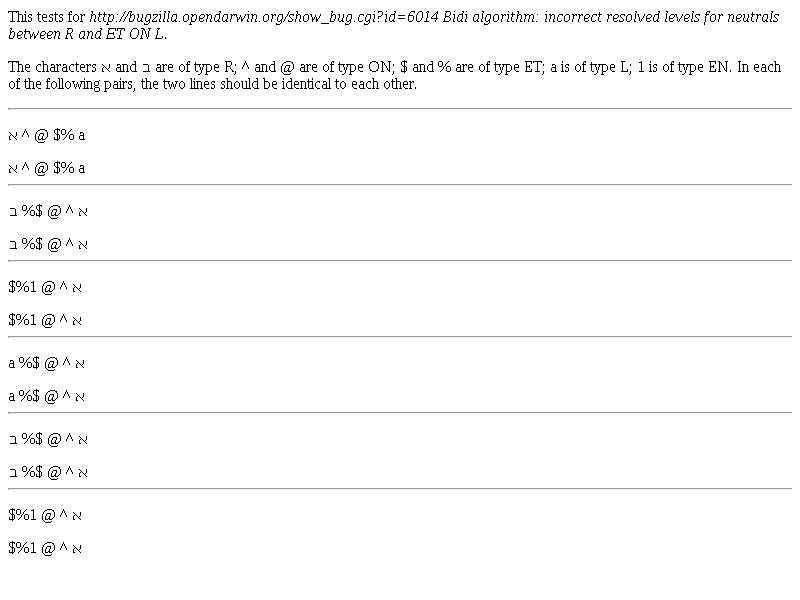 This tests for http://bugzilla.opendarwin.org/show_bug.cgi?id=6014 Bidi algorithm: incorrect resolved levels for neutrals
between R and ET ON L.
The characters א and ב are of type R; ^ and @ are of type ON; $ and % are of type ET; a is of type L; 1 is of type EN. In each
of the following pairs, the two lines should be identical to each other.
א ^ @ $% a
א ^ @ $% a
א ^ @ $% ב
א ^ @ $% ב
א ^ @ $%1
א ^ @ $%1
א ^ @ $% a
א ^ @ $% a
א ^ @ $% ב
א ^ @ $% ב
א ^ @ $%1
א ^ @ $%1